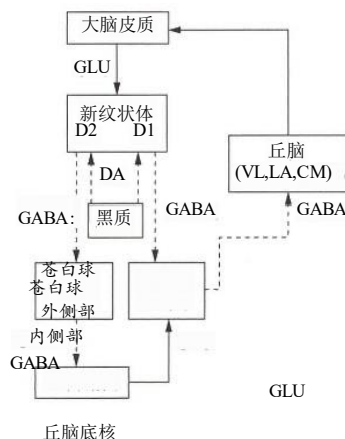 大脑皮质
GLU
新纹状体
D2 D1
丘脑
(VL,LA,CM)
DA
GABA:
黑质
GABA
GABA
苍白球
苍白球
外侧部
内侧部
GABA
GLU
丘脑底核